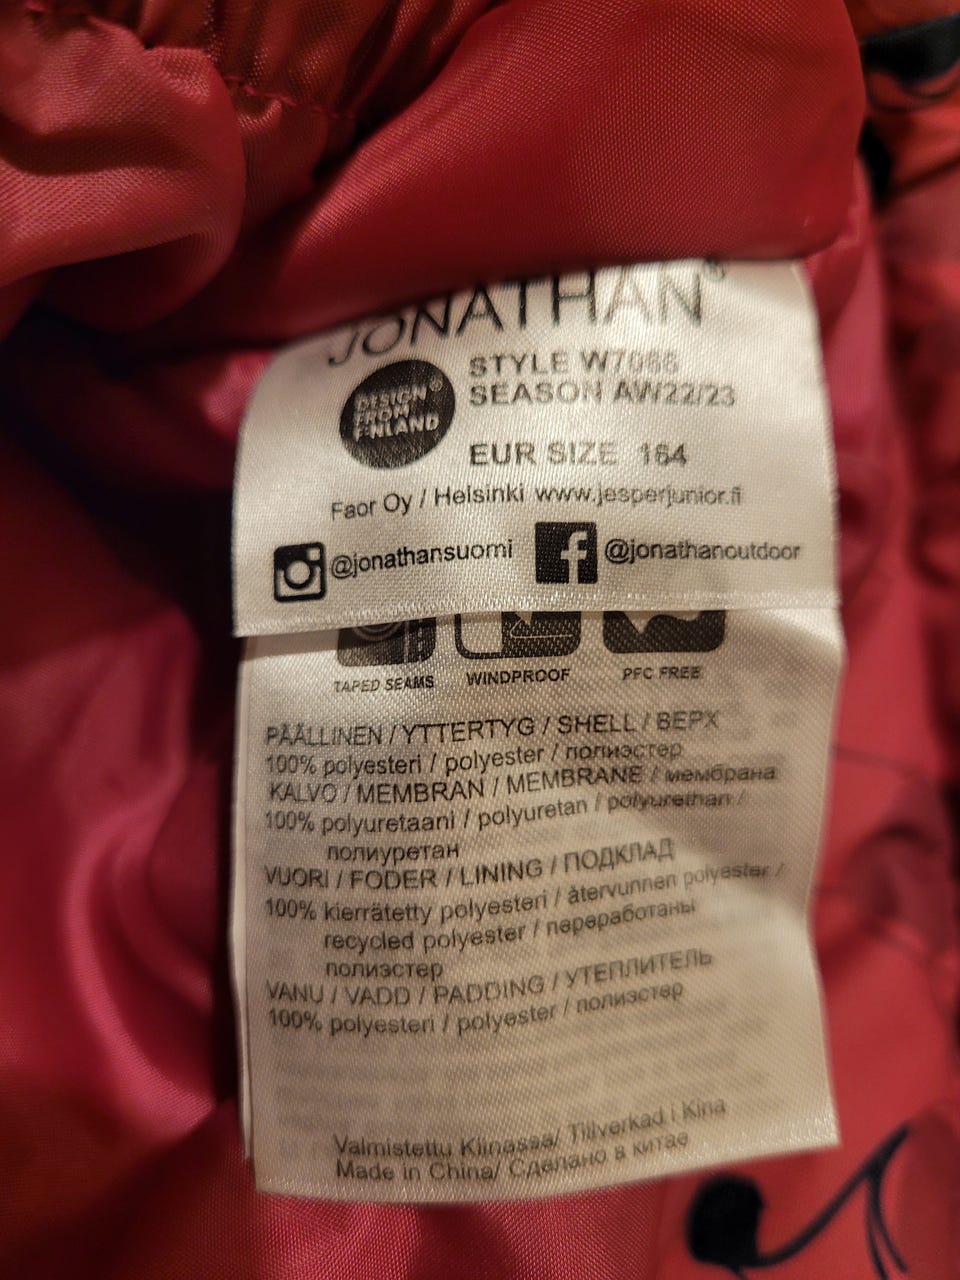 JONATHAN®
DESIGN®
FROM
FINLAND
STYLE
SEASON AW22/23
EUR SIZE 164
Faor Oy / Helsinki www.jesperjunior.fi
@jonathansuomi @jonathanoutdoor
TAPED SEAMS WINDPROOF PFC FREE
PÄÄLLINEN / YTTERTYG / SHELL / ВЕРХ
100% polyesteri / polyester / полиэстер
KALVO / MEMBRAN / MEMBRANE / мембрана
100% polyuretaani / polyuretan / polyurethan /
полиуретан
VUORI / FODER / LINING / ПОДКЛАД
100% kierrätetty polyesteri / återvunnen polyester /
recycled polyester / переработаны
полиэстер
VANU / VADD / PADDING / УТЕПЛИТЕЛЬ
100% polyesteri / polyester / полиэстер
Valmistettu Kiinassa/ Tillverkad i Kina
Made in China/ Сделано в китае